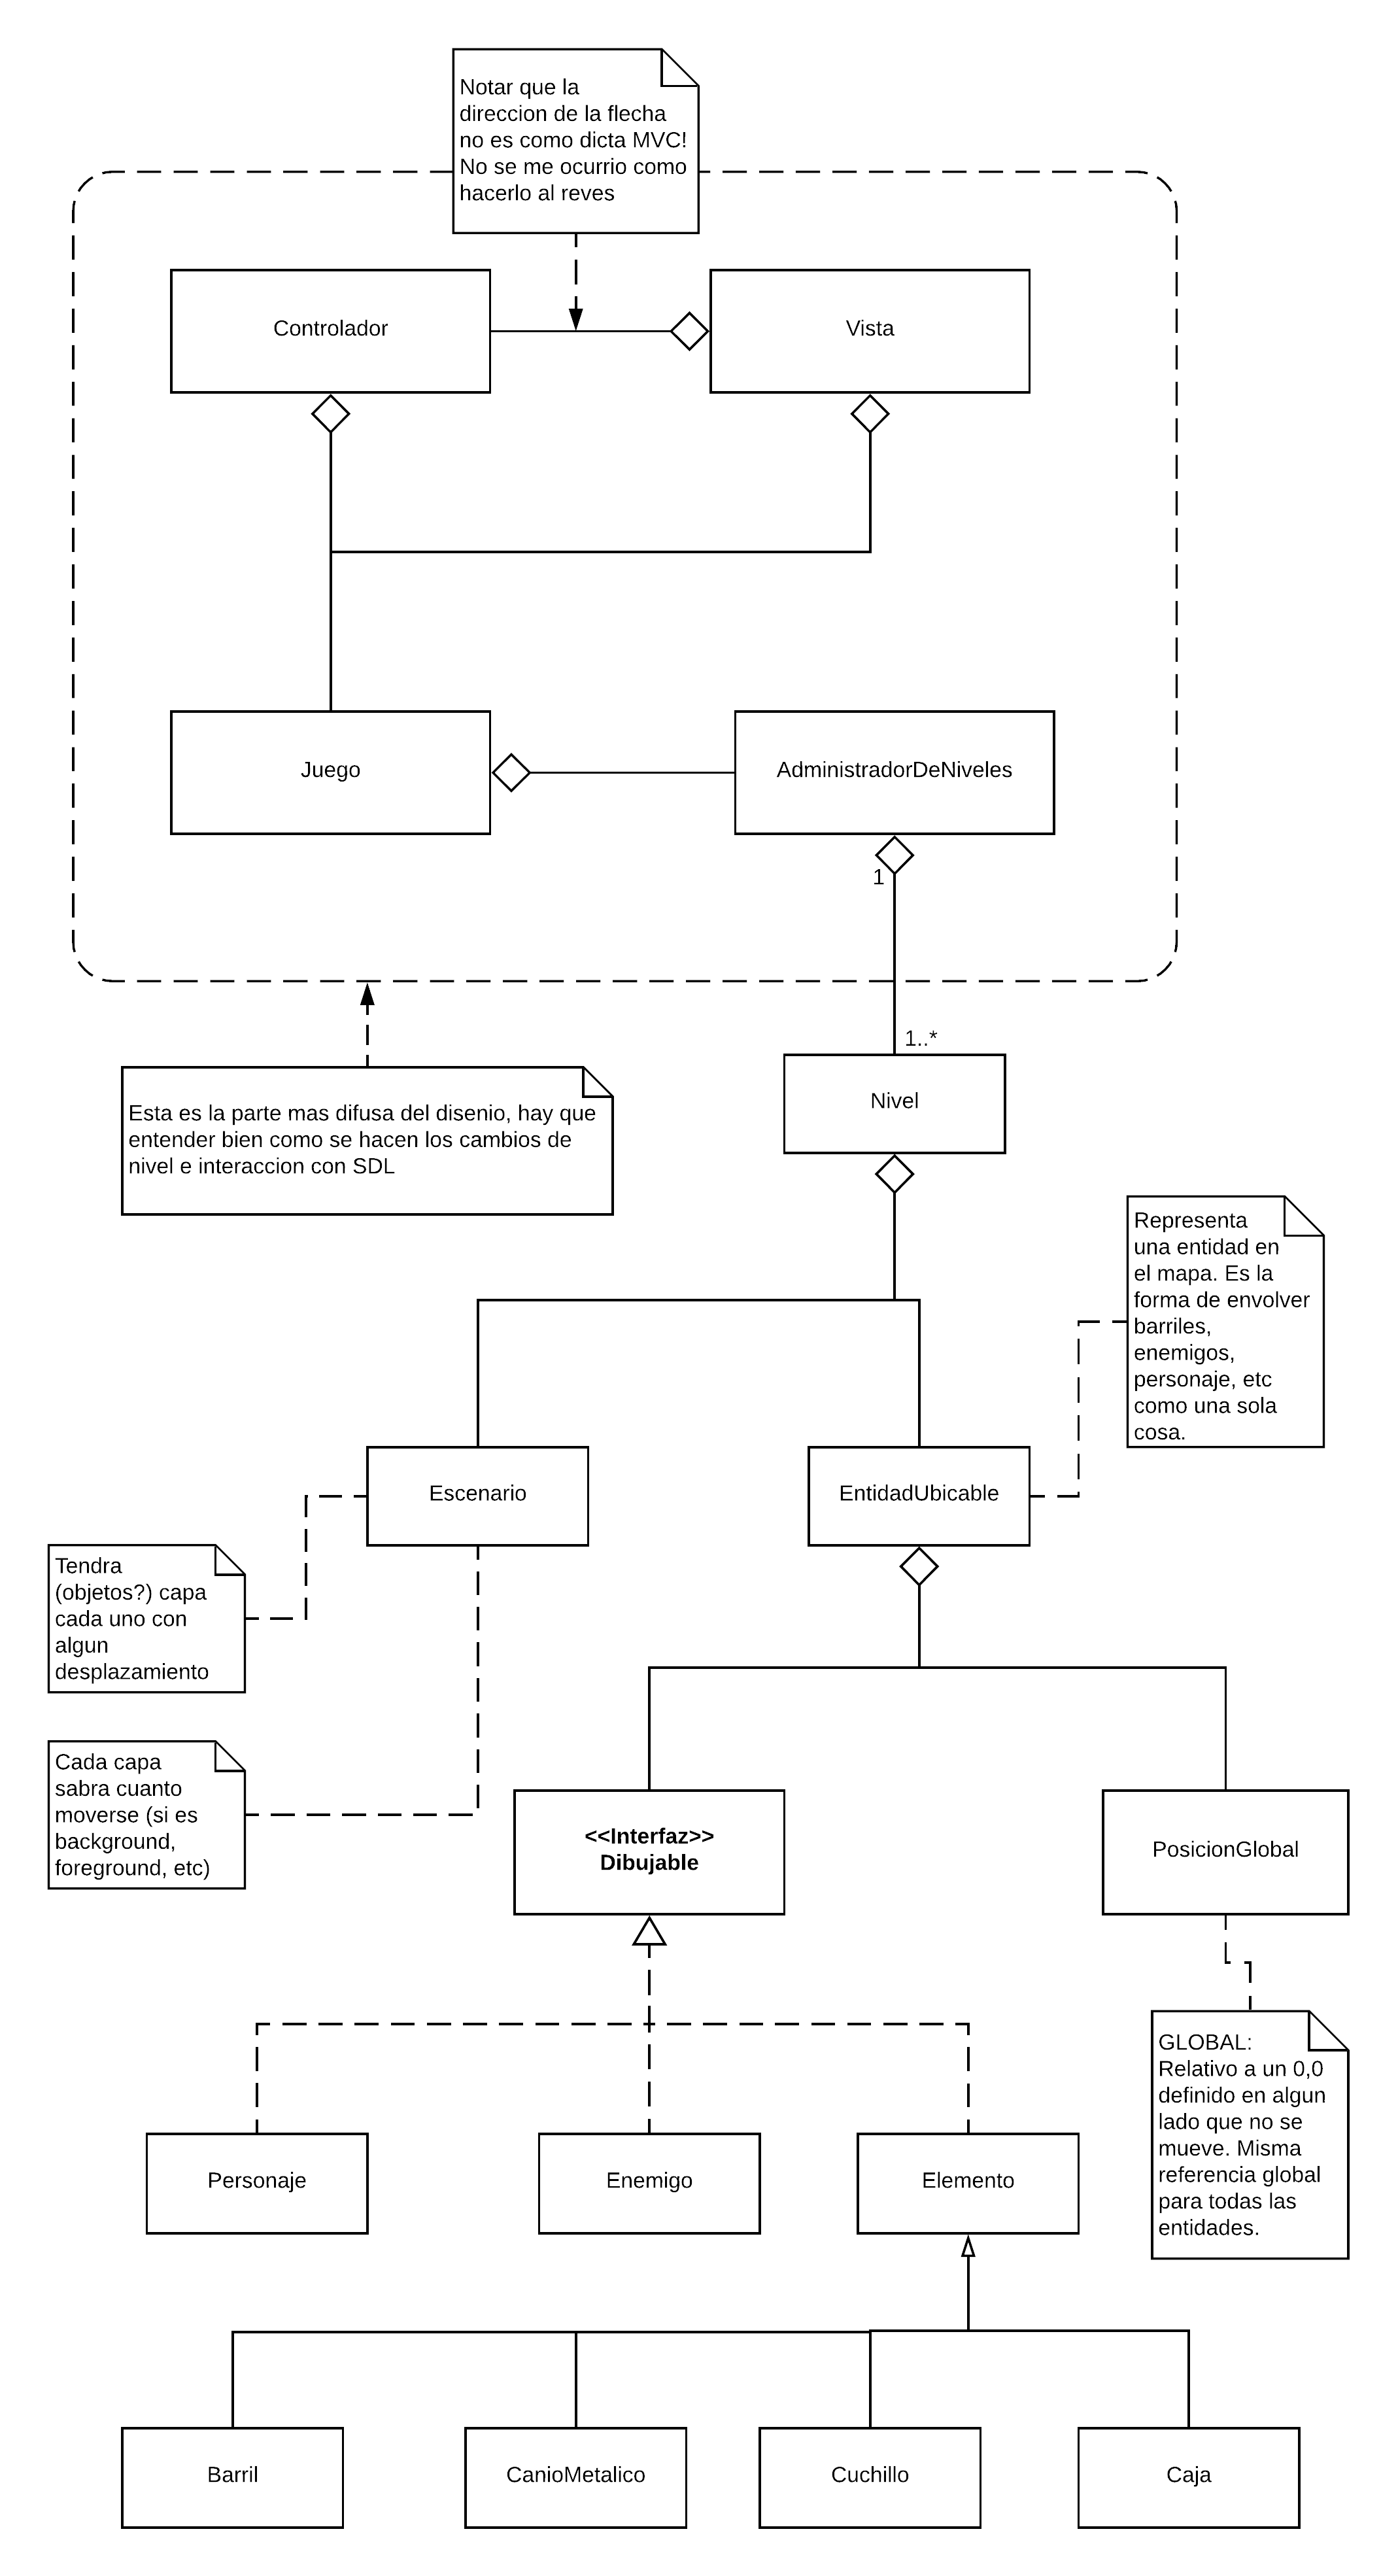 Notar que la
direccion de la flecha
no es como dicta MVC!
No se me ocurrio como
hacerlo al reves
Controlador
Vista
Juego
AdministradorDeNiveles
1
1..*
Nivel
Esta es la parte mas difusa del disenio, hay que
entender bien como se hacen los cambios de
nivel e interaccion con SDL
Representa
una entidad en
el mapa. Es la
forma de envolver
barriles,
enemigos,
personaje, etc
como una sola
cosa.
Escenario
EntidadUbicable
Tendra
(objetos?) capa
cada uno con
algun
desplazamiento
Cada capa
sabra cuanto
moverse (si es
background,
foreground, etc)
<<Interfaz>>
Dibujable
PosicionGlobal
GLOBAL:
Relativo a un 0,0
definido en algun
lado que no se
mueve. Misma
referencia global
para todas las
entidades.
Personaje
Enemigo
Elemento
Barril
CanioMetalico
Cuchillo
Caja